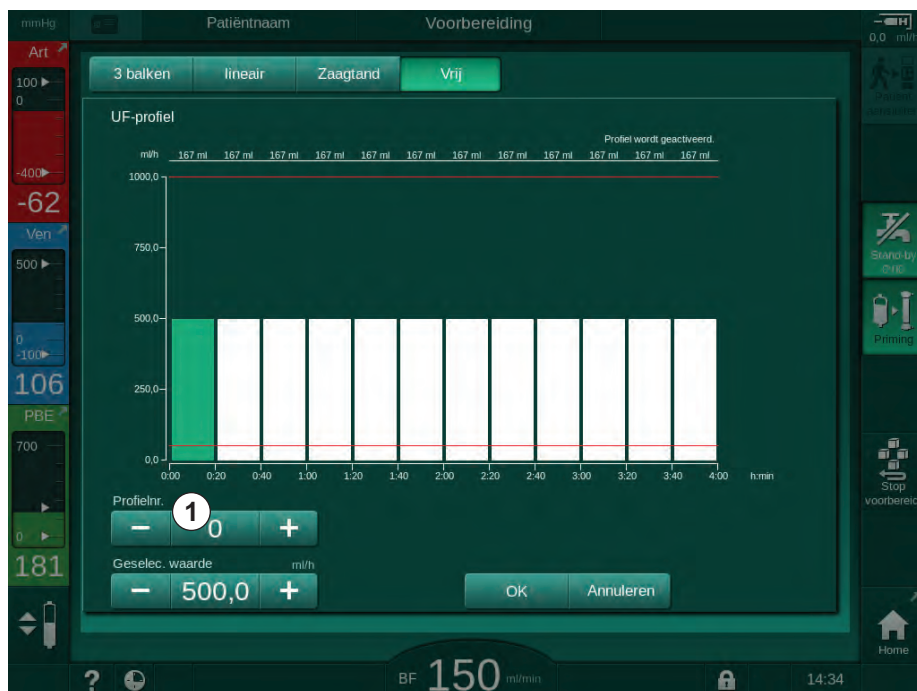 mmHg Patiëntnaam Voorbereiding
0,0 ml/h
Art
100
0
-400
-62
Ven
500
0
-100
106
PBE
700
0
181
3 balken lineair Zaagtand Vrij
UF-profiel
Profiel wordt geactiveerd.
ml/h 167 ml 167 ml 167 ml 167 ml 167 ml 167 ml 167 ml 167 ml 167 ml 167 ml 167 ml 167 ml
1000,0
750,0
500,0
250,0
0,0
0:00 0:20 0:40 1:00 1:20 1:40 2:00 2:20 2:40 3:00 3:20 3:40 4:00 h:min
Profielnr.
− 1 0 +
Geselec. waarde ml/h
− 500,0 +
OK Annuleren
Stand-by
0:00
Priming
Stop
voorbereid
Home
? BF 150 ml/min 14:34